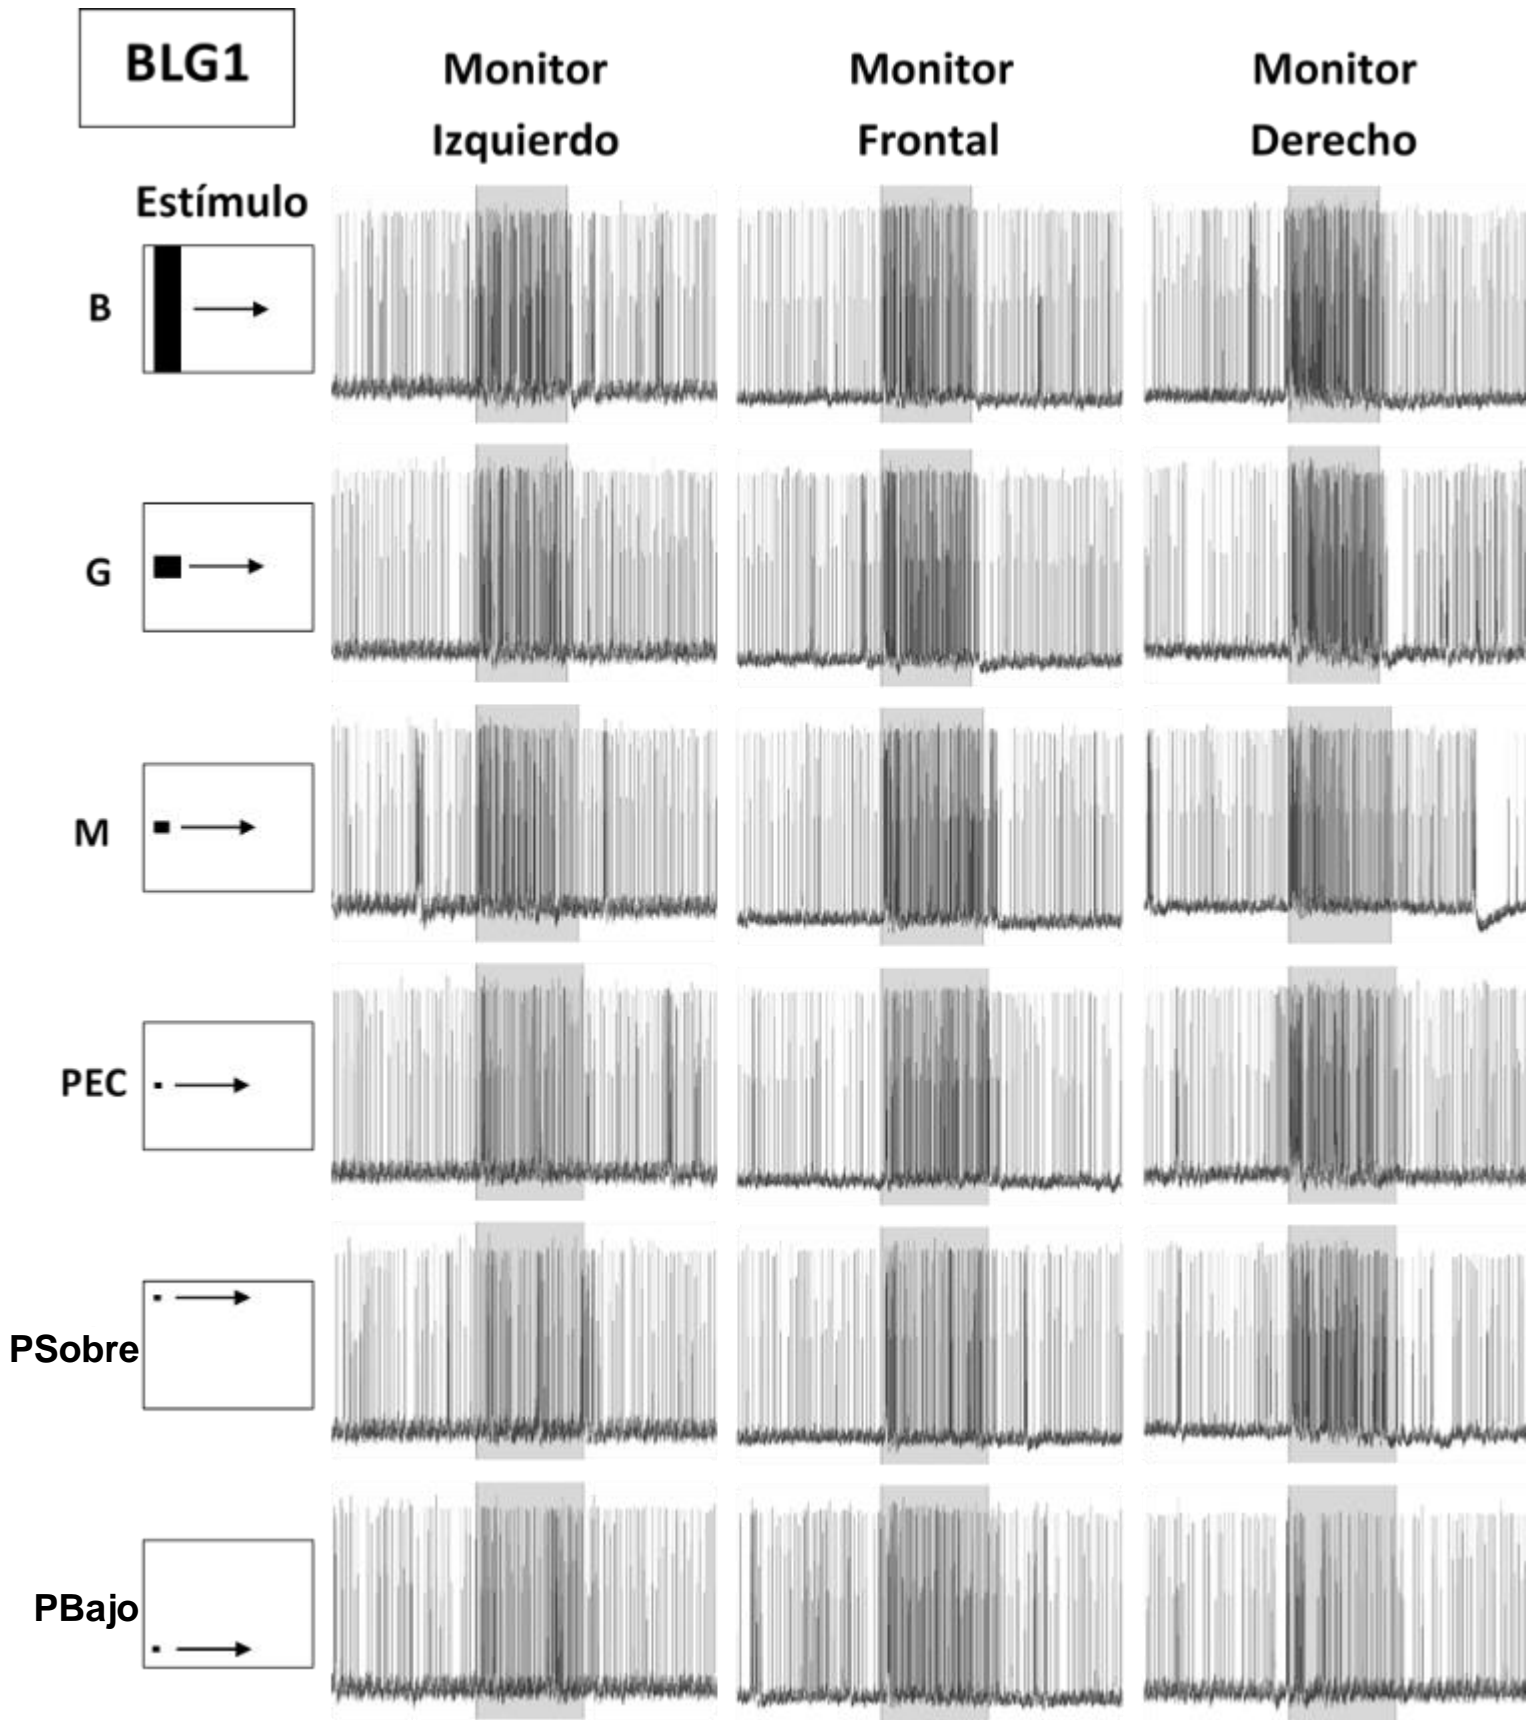 BLG1
Monitor Izquierdo
Monitor Frontal
Monitor Derecho
Estímulo
B
G
M
PEC
PSobre
PBajo